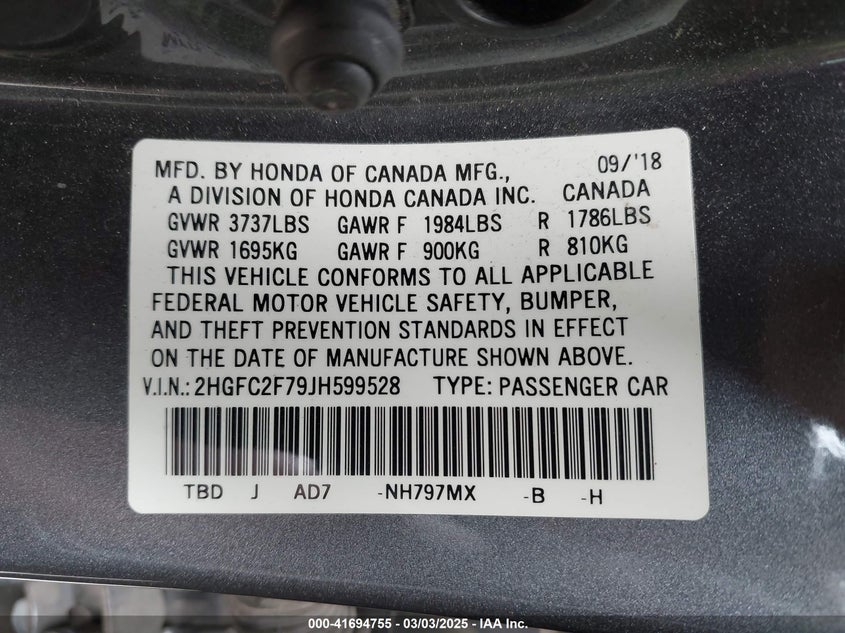 MFD. BY HONDA OF CANADA MFG., 09/'18
A DIVISION OF HONDA CANADA INC. CANADA
GVWR 3737LBS GAWR F 1984LBS R 1786LBS
GVWR 1695KG GAWR F 900KG R 810KG
THIS VEHICLE CONFORMS TO ALL APPLICABLE
FEDERAL MOTOR VEHICLE SAFETY, BUMPER,
AND THEFT PREVENTION STANDARDS IN EFFECT
ON THE DATE OF MANUFACTURE SHOWN ABOVE.
V.I.N.: 2HGFC2F79JH599528 TYPE: PASSENGER CAR
TBD J AD7 -NH797MX -B -H
000-41694755 — 03/03/2025 — IAA Inc.